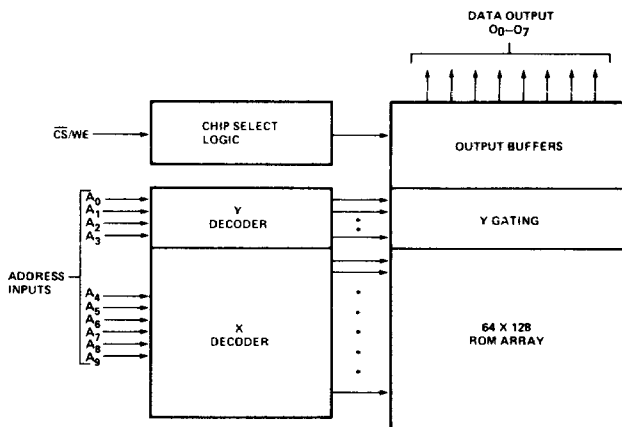 DATA OUTPUT
O0–O7
C̅S̅/WE
CHIP SELECT
LOGIC
OUTPUT BUFFERS
A0
A1
A2
A3
Y
DECODER
Y GATING
ADDRESS
INPUTS
A4
A5
A6
A7
A8
A9
X
DECODER
64 X 128
ROM ARRAY